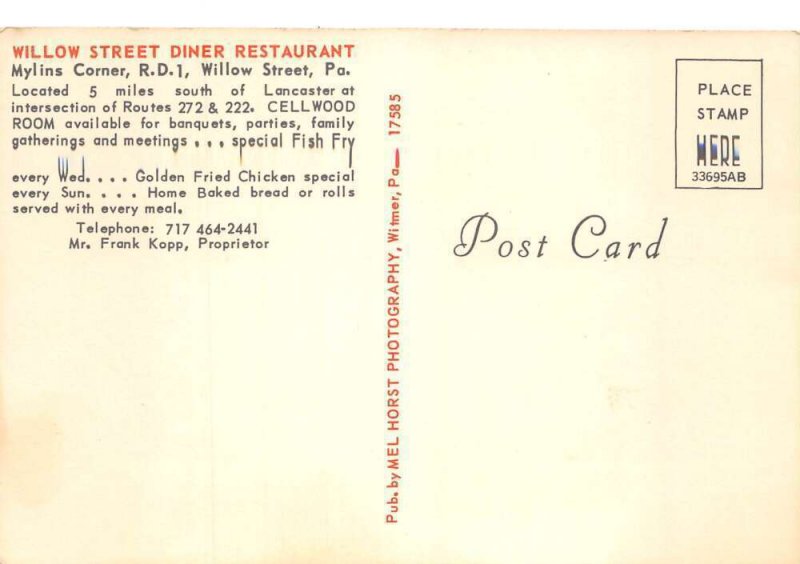 WILLOW STREET DINER RESTAURANT
Mylins Corner, R.D.1, Willow Street, Pa.
Located 5 miles south of Lancaster at
intersection of Routes 272 & 222. CELLWOOD
ROOM available for banquets, parties, family
gatherings and meetings . . . special Fish Fry
every Wed. . . . Golden Fried Chicken special
every Sun. . . . Home Baked bread or rolls
served with every meal.
Telephone: 717 464-2441
Mr. Frank Kopp, Proprietor
Pub. by MEL HORST PHOTOGRAPHY, Witmer, Pa— 17585
PLACE
STAMP
HERE
33695AB
Post Card